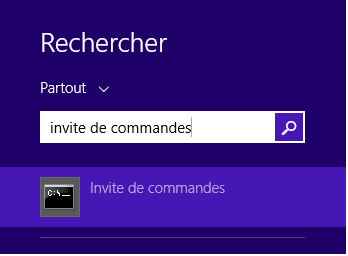 Rechercher
Partout
invite de commandes
C:\_
Invite de commandes